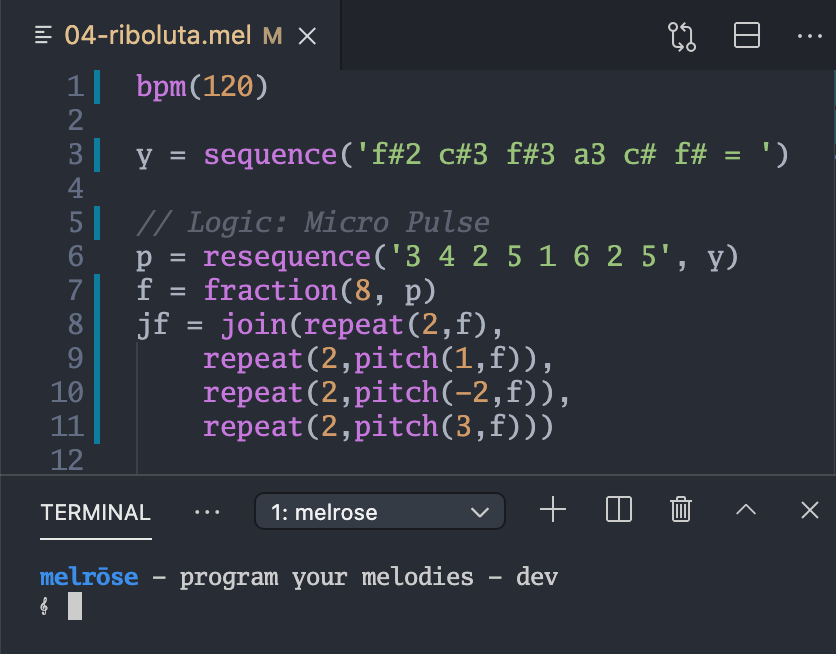 04-riboluta.mel M
1 bpm(120)
2
3 y = sequence('f#2 c#3 f#3 a3 c# f# = ')
4
5 // Logic: Micro Pulse
6 p = resequence('3 4 2 5 1 6 2 5', y)
7 f = fraction(8, p)
8 jf = join(repeat(2,f),
9 repeat(2,pitch(1,f)),
10 repeat(2,pitch(-2,f)),
11 repeat(2,pitch(3,f)))
12
TERMINAL ··· 1: melrose
melrōse - program your melodies - dev
𝄞